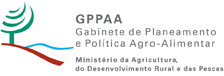 GPPAA
Gabinete de Planeamento
e Política Agro-Alimentar
Ministério da Agricultura,
do Desenvolvimento Rural e das Pescas